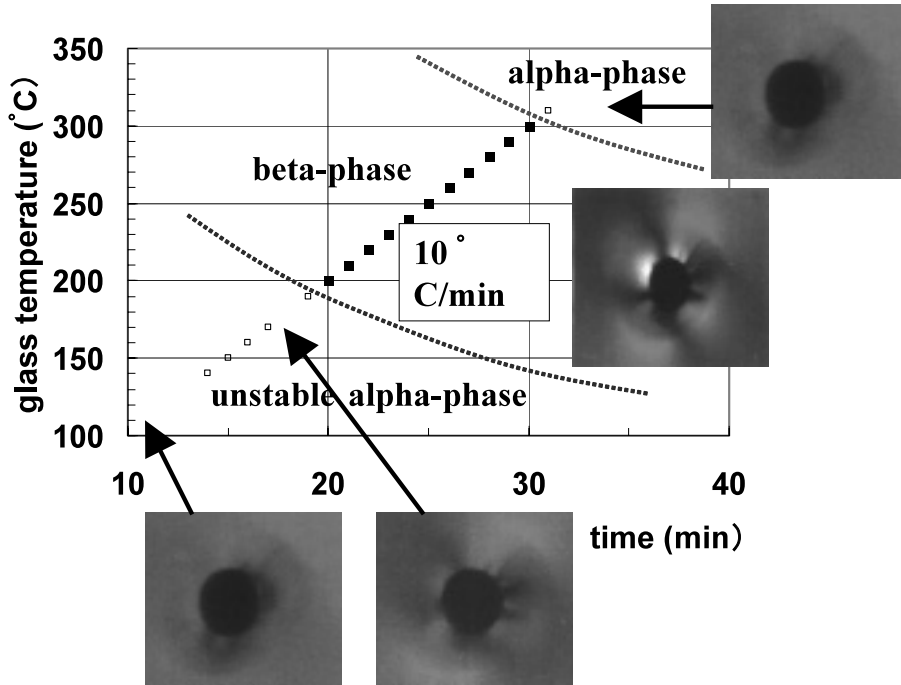 350
300
250
200
150
100
glass temperature (˚C)
alpha-phase
beta-phase
10˚
C/min
unstable alpha-phase
10
20
30
40
time (min）